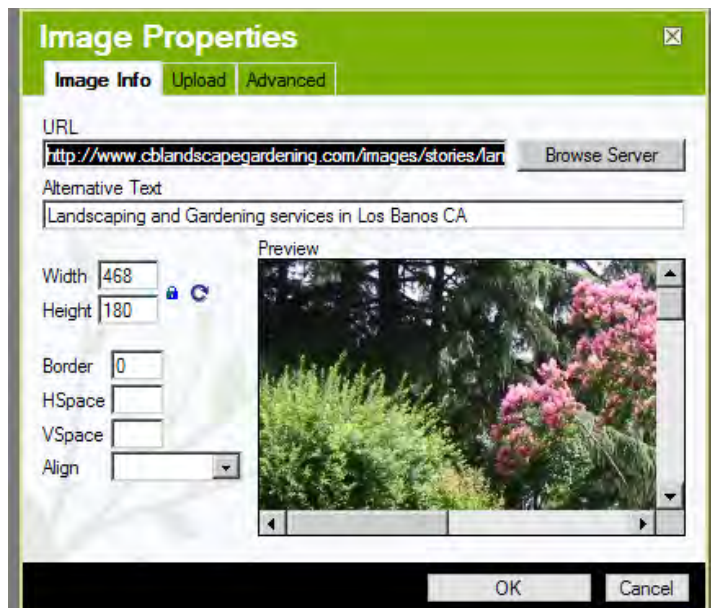 Image Properties
Image Info Upload Advanced
URL
http://www.cblandscapegardening.com/images/stories/lan
Browse Server
Alternative Text
Landscaping and Gardening services in Los Banos CA
Preview
Width 468
Height 180
Border 0
HSpace
VSpace
Align
OK Cancel